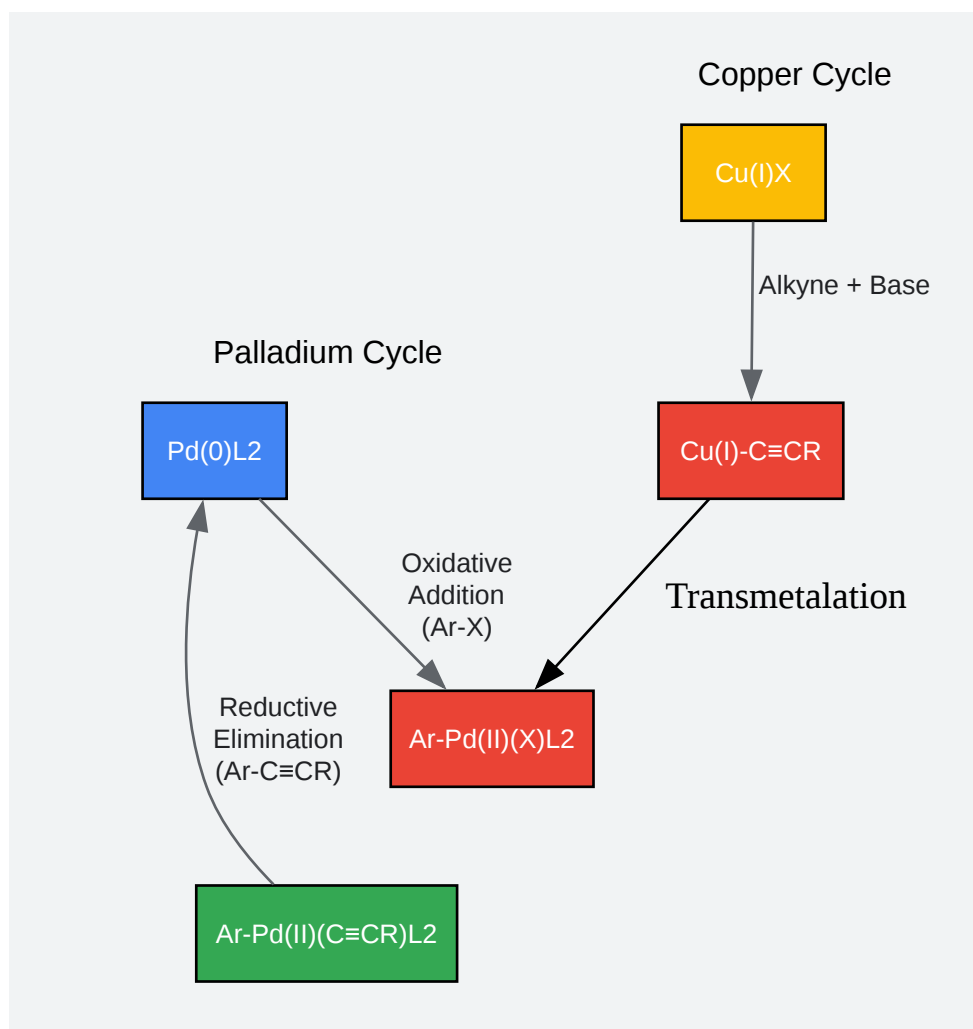 Copper Cycle
Cu(I)X
Alkyne + Base
Palladium Cycle
Pd(0)L2
Cu(I)-C≡CR
Oxidative
Addition
(Ar-X)
Transmetalation
Ar-Pd(II)(X)L2
Reductive
Elimination
(Ar-C≡CR)
Ar-Pd(II)(C≡CR)L2